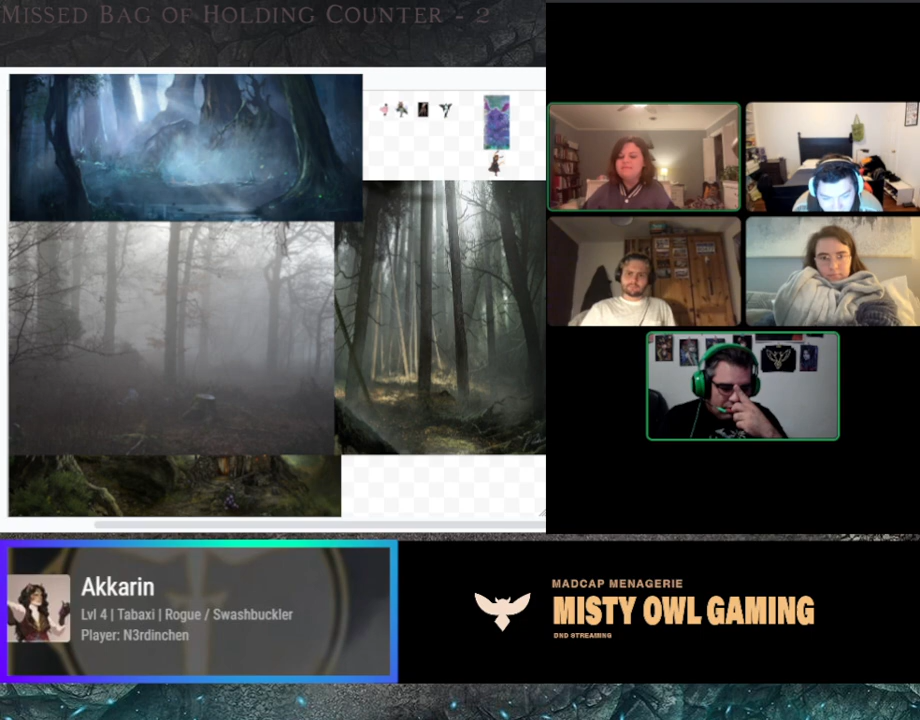 Missed Bag of Holding Counter - 2
Akkarin
Lvl 4 | Tabaxi | Rogue / Swashbuckler
Player: N3rdinchen
MADCAP MENAGERIE
MISTY OWL GAMING
DND STREAMING